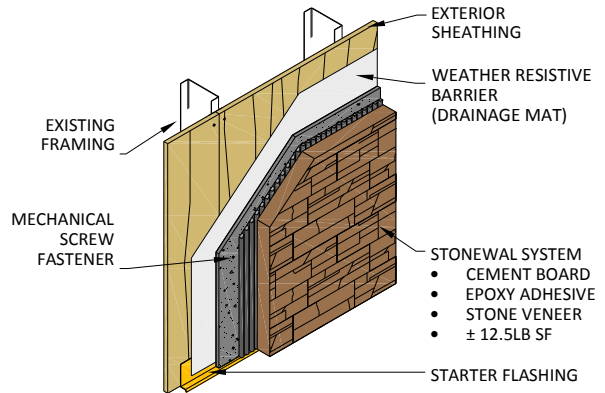 EXTERIOR
SHEATHING
WEATHER RESISTIVE
BARRIER
(DRAINAGE MAT)
EXISTING
FRAMING
MECHANICAL
SCREW
FASTENER
STONEWAL SYSTEM
• CEMENT BOARD
• EPOXY ADHESIVE
• STONE VENEER
• ± 12.5LB SF
STARTER FLASHING